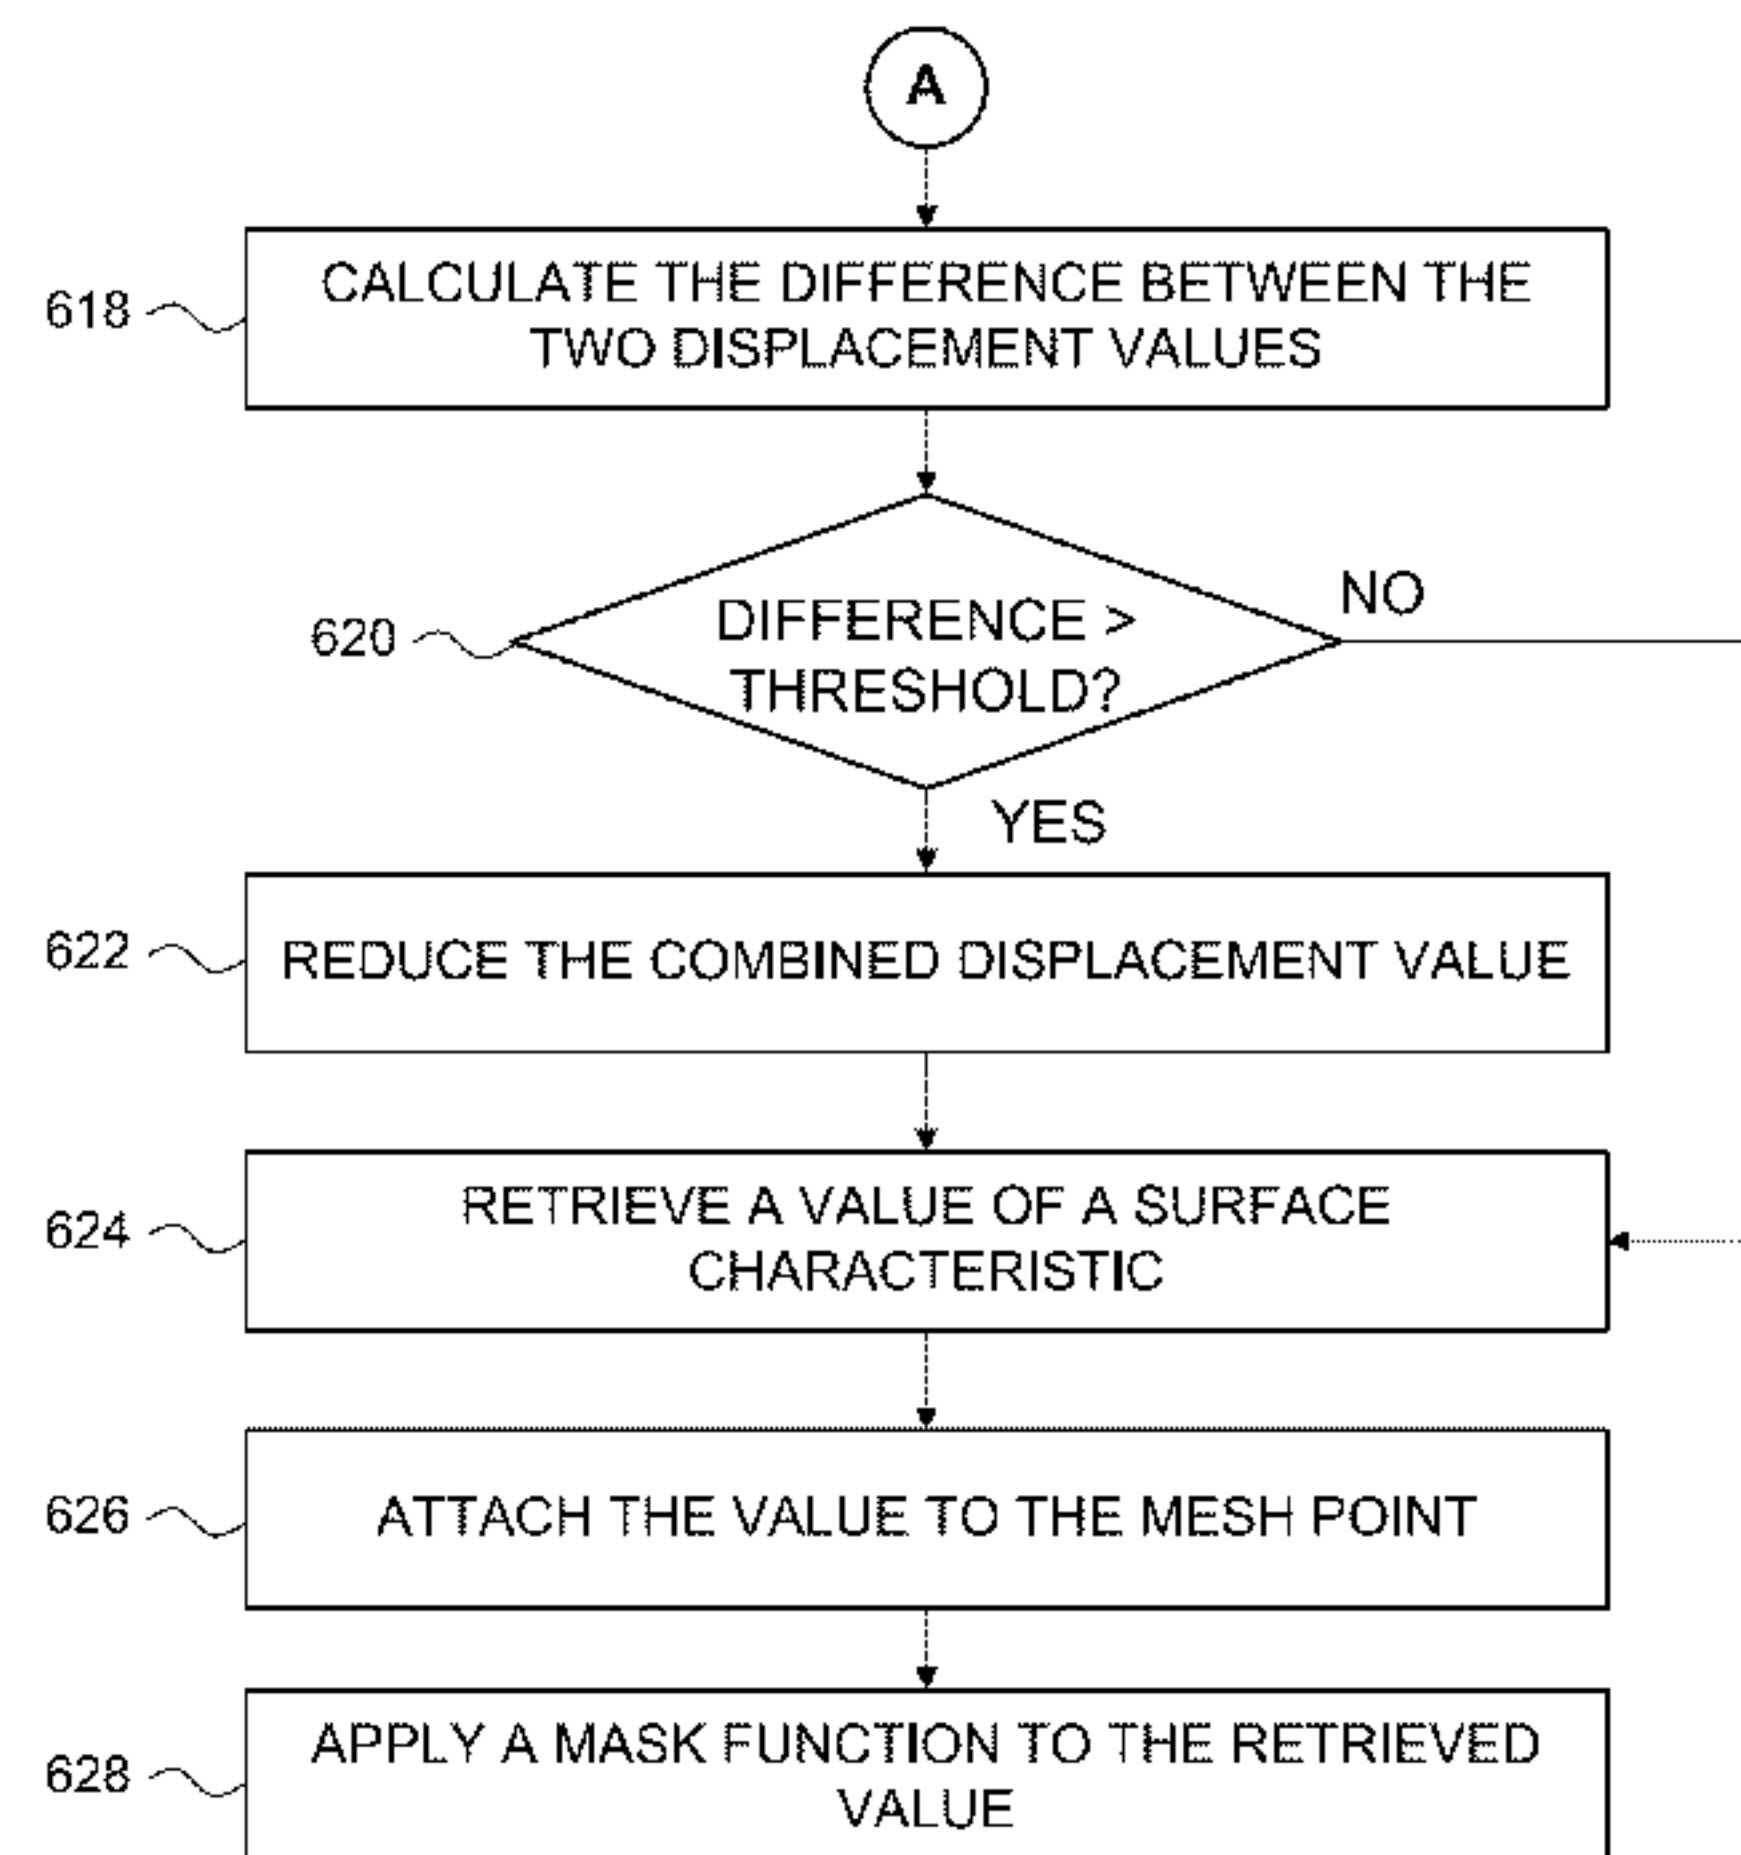 A
618
CALCULATE THE DIFFERENCE BETWEEN THE
TWO DISPLACEMENT VALUES
620
DIFFERENCE >
THRESHOLD?
NO
YES
622
REDUCE THE COMBINED DISPLACEMENT VALUE
624
RETRIEVE A VALUE OF A SURFACE
CHARACTERISTIC
626
ATTACH THE VALUE TO THE MESH POINT
628
APPLY A MASK FUNCTION TO THE RETRIEVED
VALUE